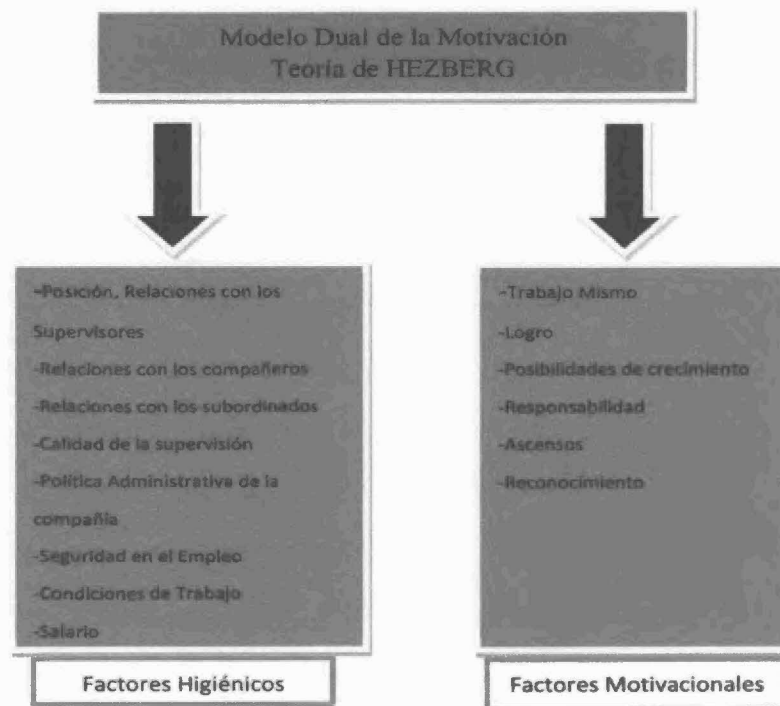 Modelo Dual de la Motivación
Teoría de HEZBERG
-Posición, Relaciones con los
Supervisores
-Relaciones con los compañeros
-Relaciones con los subordinados
-Calidad de la supervisión
-Política Administrativa de la
compañía
-Seguridad en el Empleo
-Condiciones de Trabajo
-Salario
Factores Higiénicos
-Trabajo Mismo
-Logro
-Posibilidades de crecimiento
-Responsabilidad
-Ascensos
-Reconocimiento
Factores Motivacionales